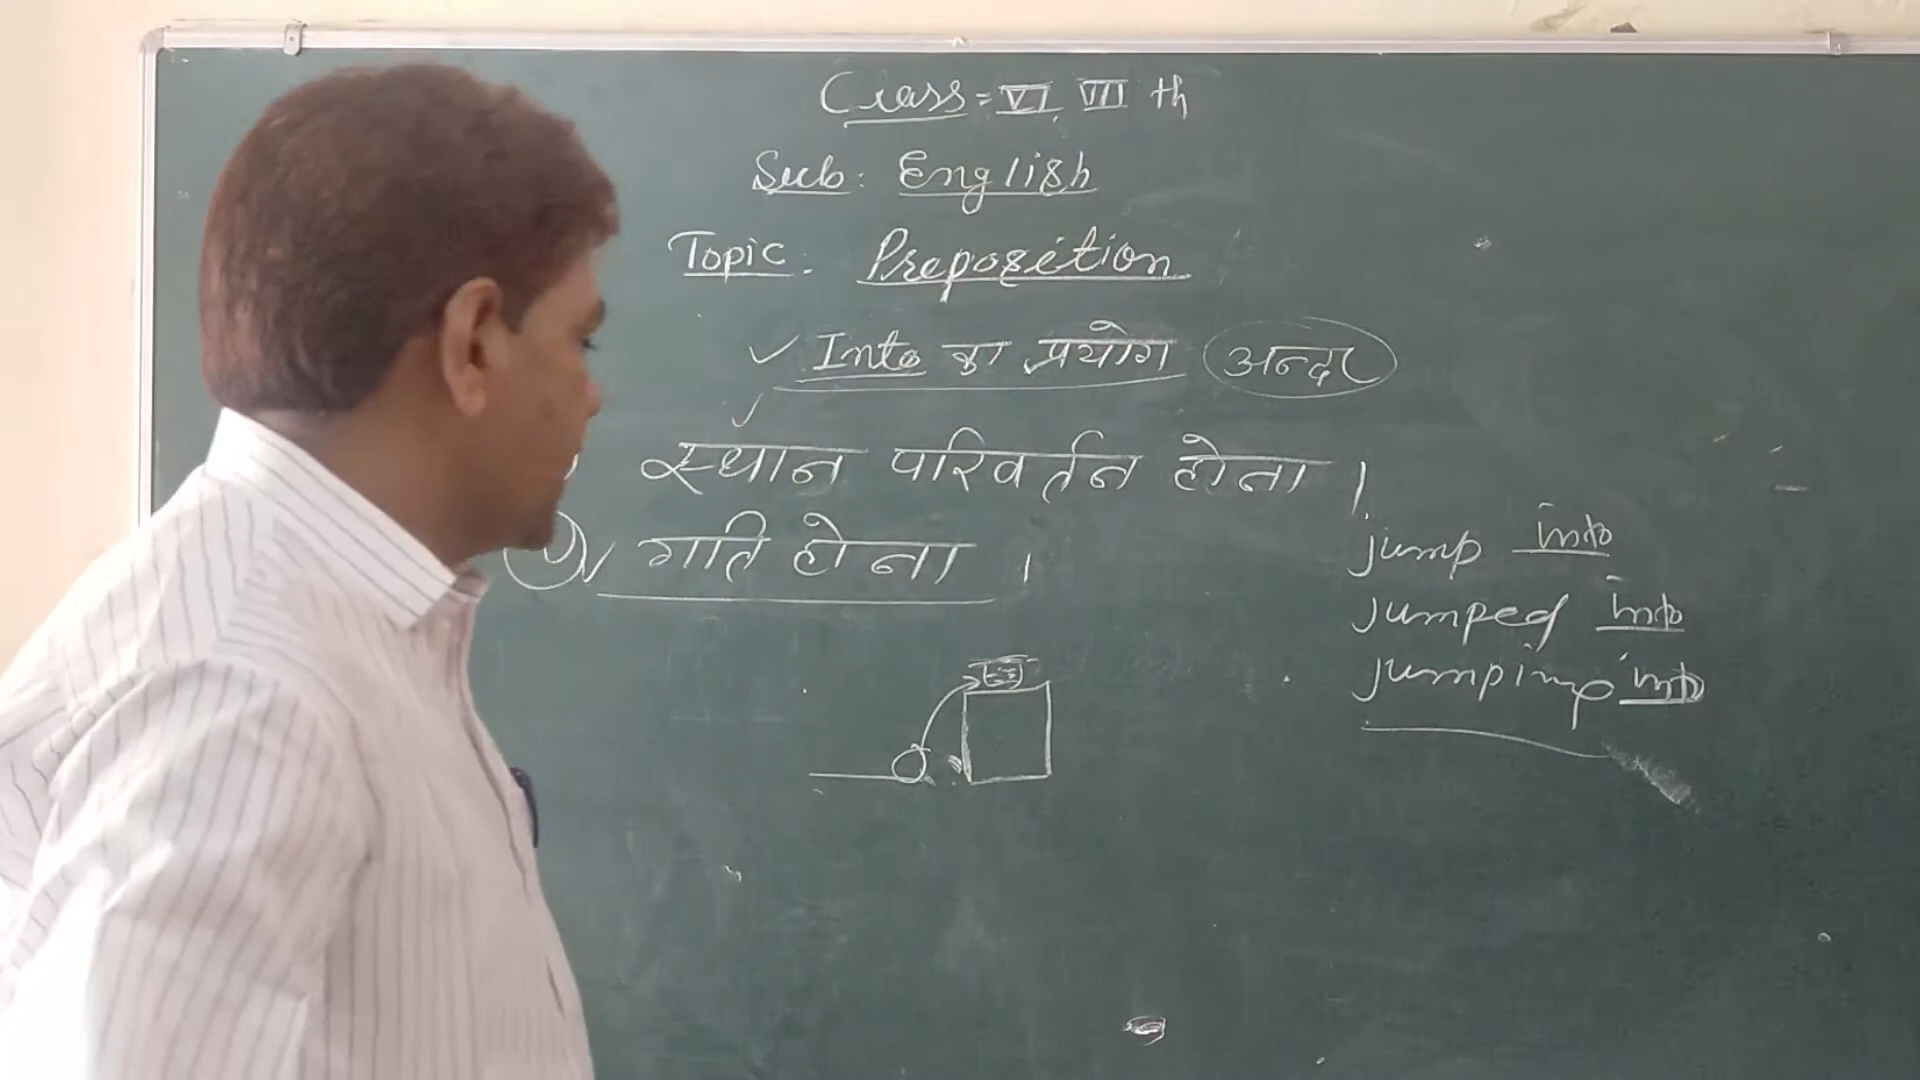 Class = VI, VII th
Sub: English
Topic: Preposition
✓ Into का प्रयोग अन्दर
✓
स्थान परिवर्तन होना।
गति होना।
jump into
jumped into
jumping into